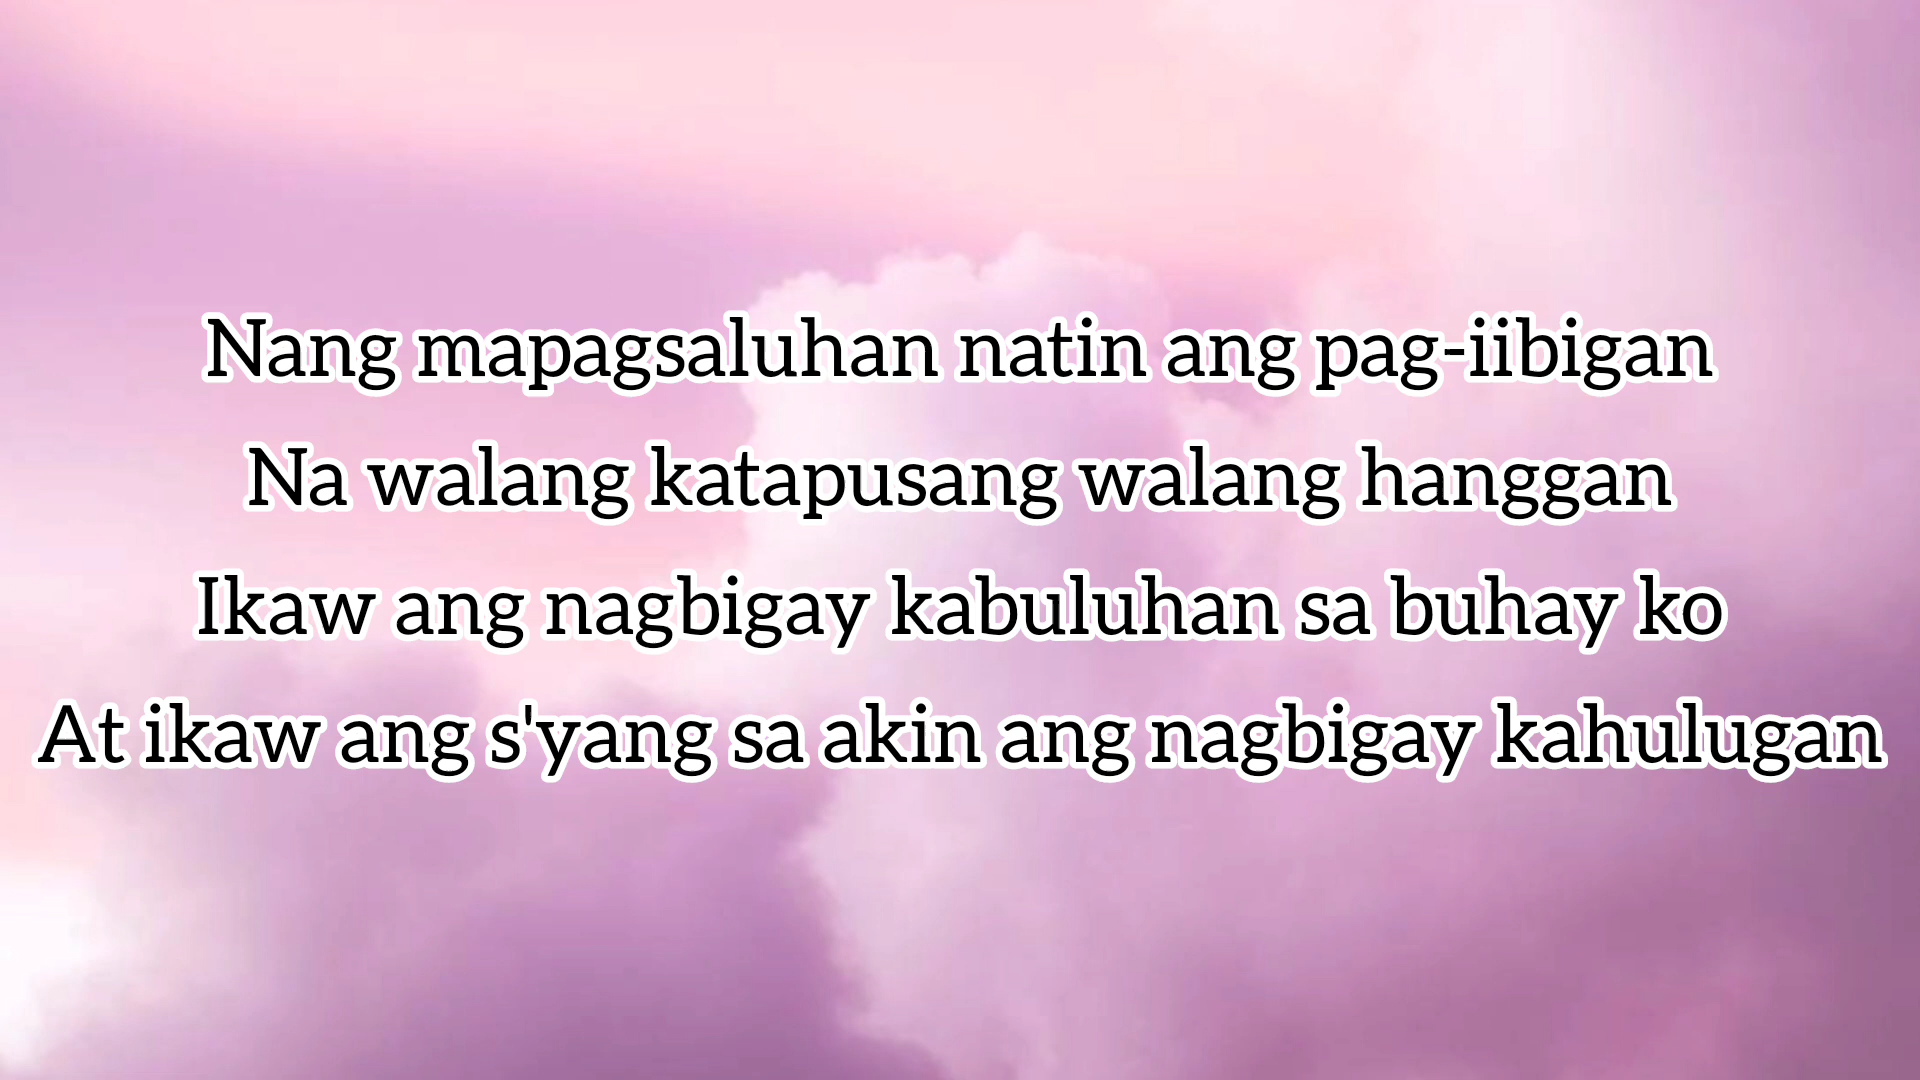 Nang mapagsaluhan natin ang pag-iibigan
Na walang katapusang walang hanggan
Ikaw ang nagbigay kabuluhan sa buhay ko
At ikaw ang s'yang sa akin ang nagbigay kahulugan